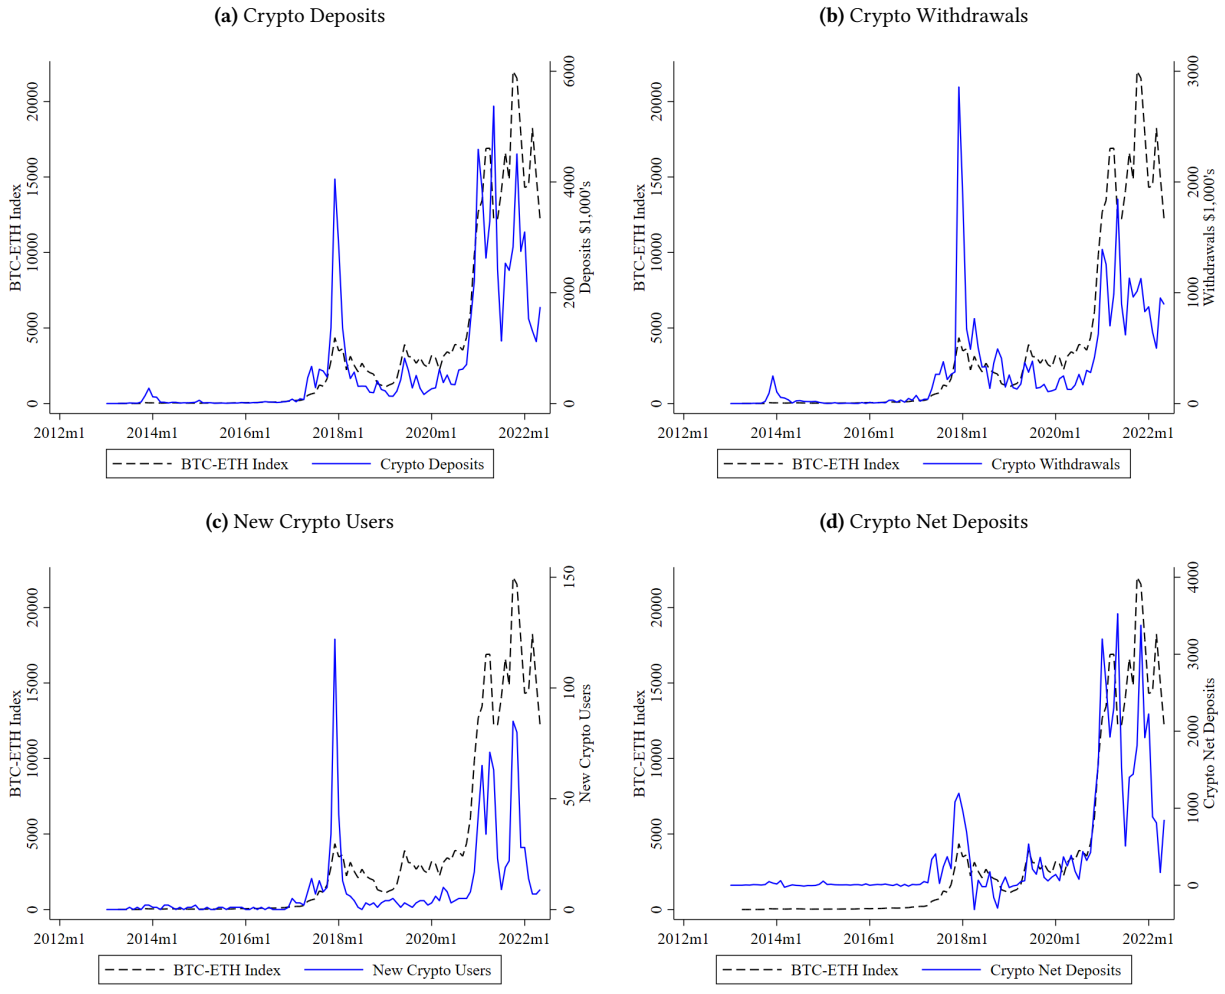 (a) Crypto Deposits
BTC-ETH Index
0 5000 10000 15000 20000
Deposits $1,000's
0 2000 4000 6000
2012m1 2014m1 2016m1 2018m1 2020m1 2022m1
BTC-ETH Index Crypto Deposits
(b) Crypto Withdrawals
BTC-ETH Index
0 5000 10000 15000 20000
Withdrawals $1,000's
0 1000 2000 3000
2012m1 2014m1 2016m1 2018m1 2020m1 2022m1
BTC-ETH Index Crypto Withdrawals
(c) New Crypto Users
BTC-ETH Index
0 5000 10000 15000 20000
New Crypto Users
0 50 100 150
2012m1 2014m1 2016m1 2018m1 2020m1 2022m1
BTC-ETH Index New Crypto Users
(d) Crypto Net Deposits
BTC-ETH Index
0 5000 10000 15000 20000
Crypto Net Deposits
0 1000 2000 3000 4000
2012m1 2014m1 2016m1 2018m1 2020m1 2022m1
BTC-ETH Index Crypto Net Deposits